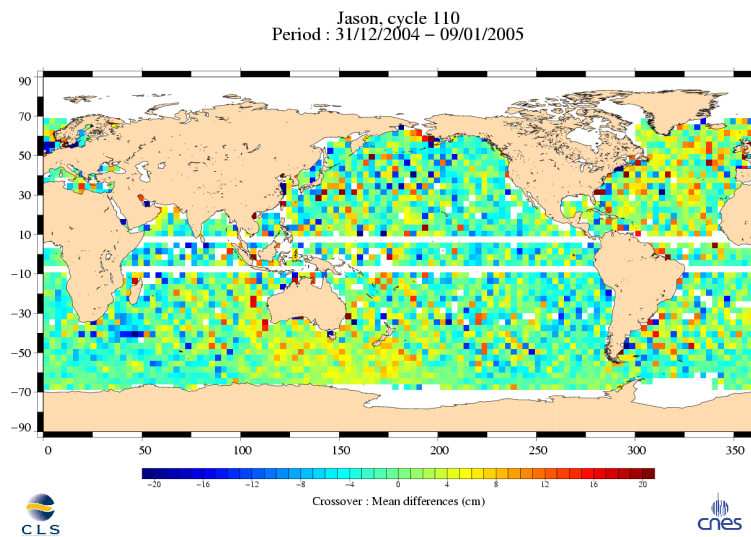 Jason, cycle 110
Period : 31/12/2004 − 09/01/2005
90
70
50
30
10
−10
−30
−50
−70
−90
0 50 100 150 200 250 300 350
−20 −16 −12 −8 −4 0 4 8 12 16 20
Crossover : Mean differences (cm)
CLS
cnes